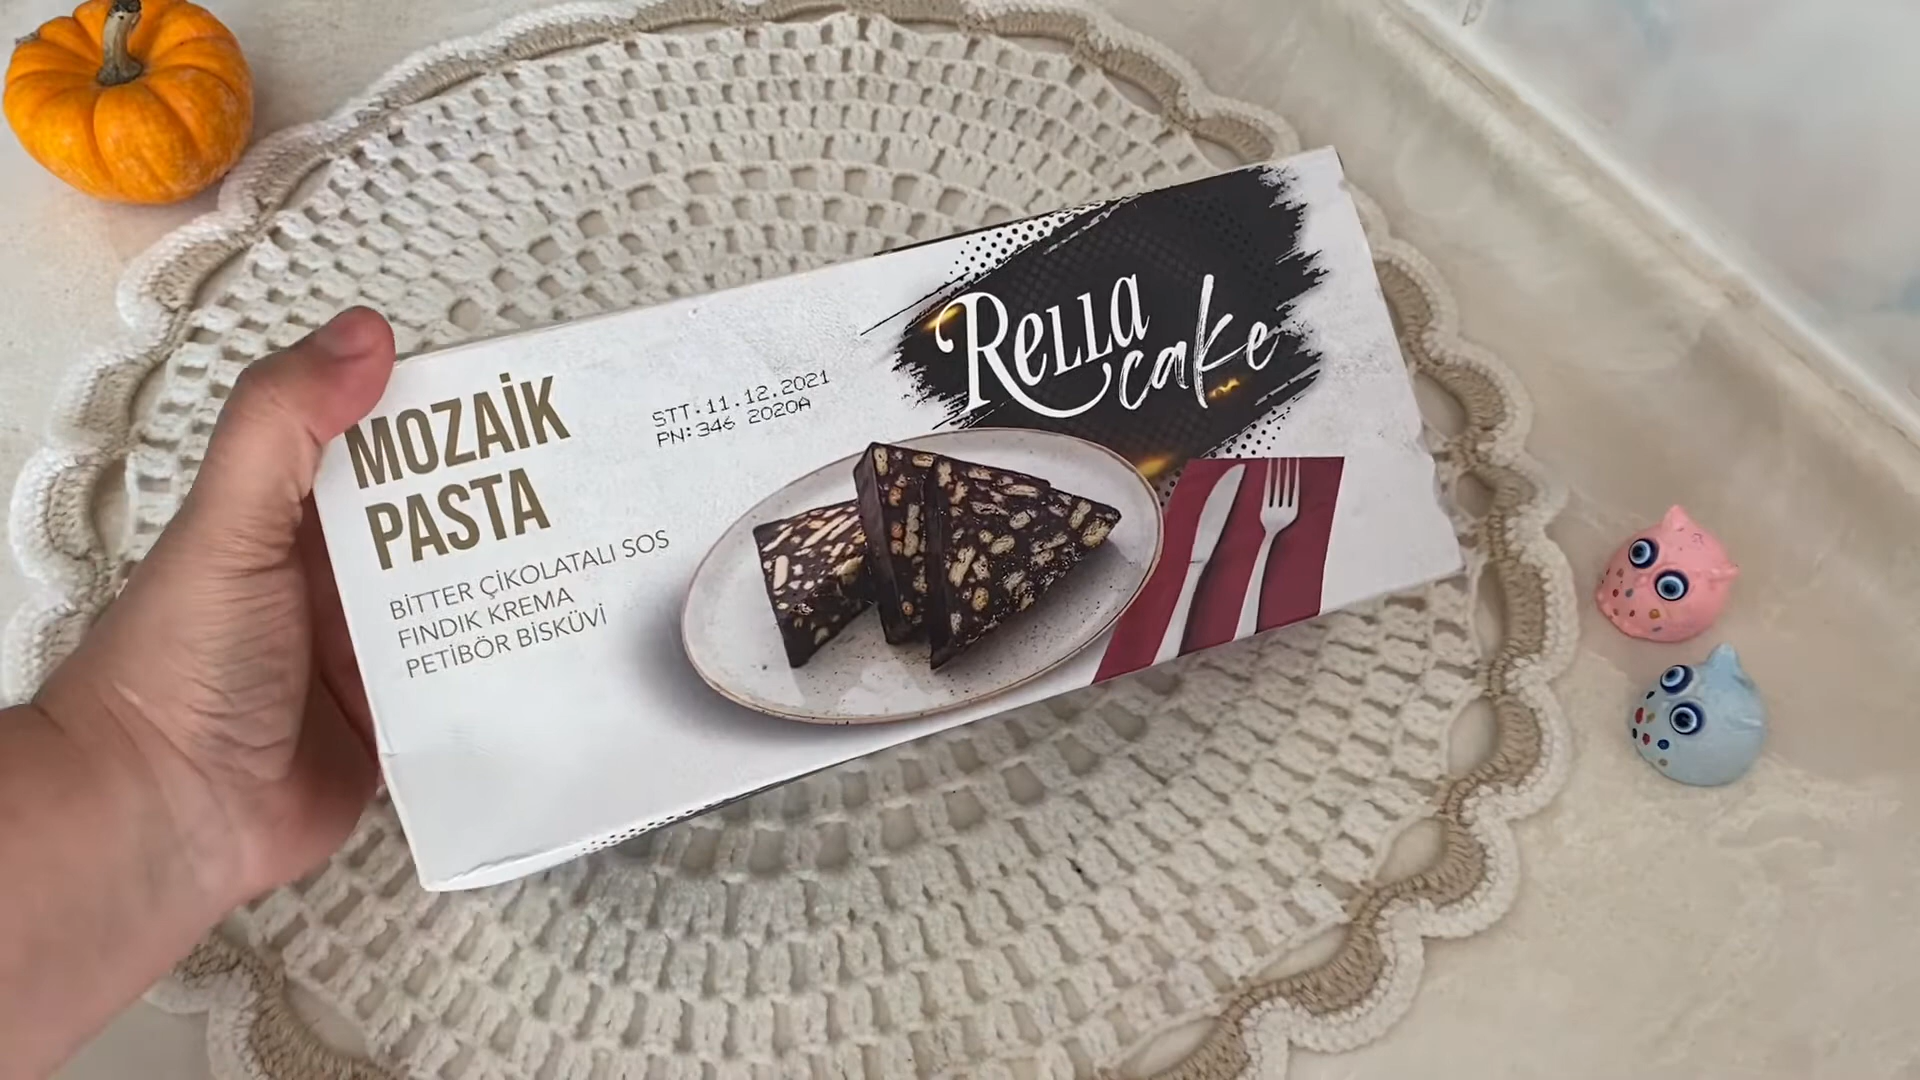 Rella
cake
MOZAİK
PASTA
STT:11.12.2021
PN:346 2020A
BİTTER ÇİKOLATALI SOS
FINDIK KREMA
PETİBÖR BİSKÜVİ